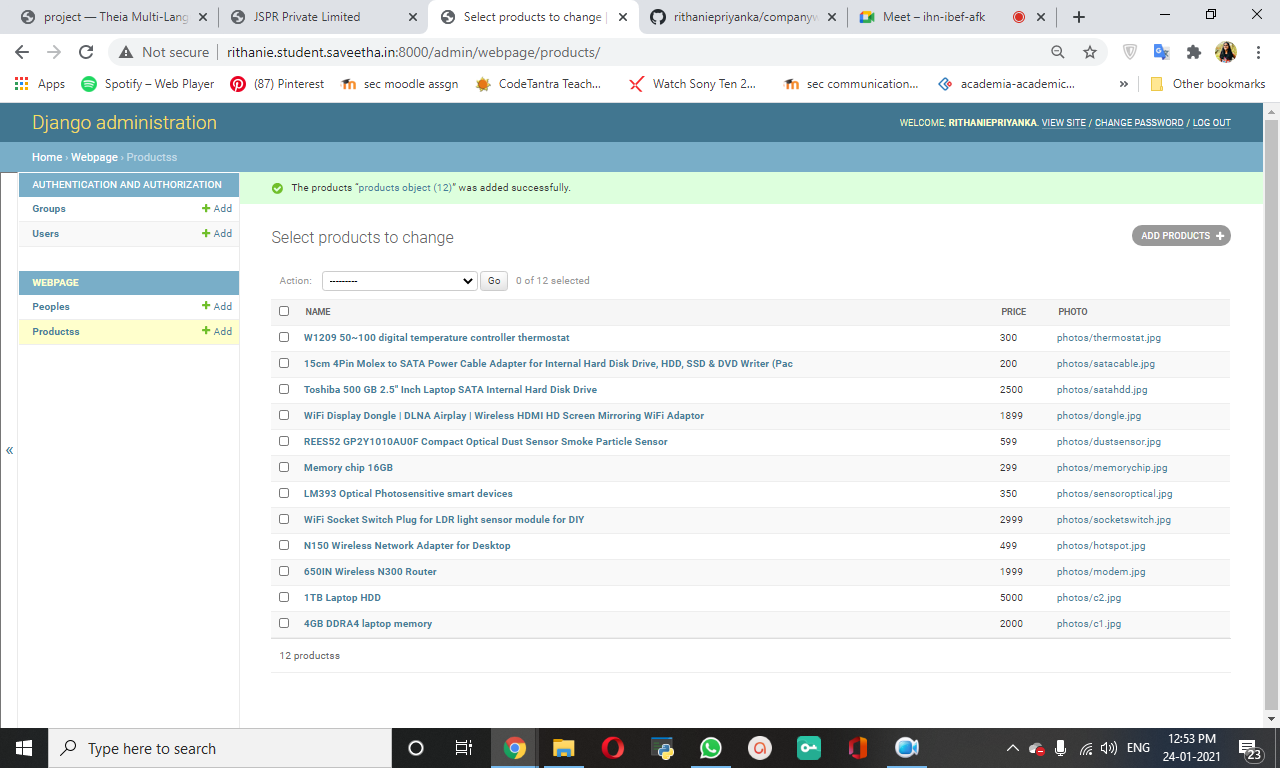 project — Theia Multi-Lang
JSPR Private Limited
Select products to change |
rithaniepriyanka/companyw
Meet – ihn-ibef-afk
Not secure | rithanie.student.saveetha.in:8000/admin/webpage/products/
Apps
Spotify – Web Player
(87) Pinterest
sec moodle assgn
CodeTantra Teach...
Watch Sony Ten 2...
sec communication...
academia-academic...
»
Other bookmarks
Django administration
WELCOME, RITHANIEPRIYANKA. VIEW SITE / CHANGE PASSWORD / LOG OUT
Home › Webpage › Productss
AUTHENTICATION AND AUTHORIZATION
Groups + Add
Users + Add
WEBPAGE
Peoples + Add
Productss + Add
«
The products “products object (12)” was added successfully.
Select products to change
ADD PRODUCTS +
Action: --------- Go 0 of 12 selected
NAME PRICE PHOTO
W1209 50~100 digital temperature controller thermostat 300 photos/thermostat.jpg
15cm 4Pin Molex to SATA Power Cable Adapter for Internal Hard Disk Drive, HDD, SSD & DVD Writer (Pac 200 photos/satacable.jpg
Toshiba 500 GB 2.5" Inch Laptop SATA Internal Hard Disk Drive 2500 photos/satahdd.jpg
WiFi Display Dongle | DLNA Airplay | Wireless HDMI HD Screen Mirroring WiFi Adaptor 1899 photos/dongle.jpg
REES52 GP2Y1010AU0F Compact Optical Dust Sensor Smoke Particle Sensor 599 photos/dustsensor.jpg
Memory chip 16GB 299 photos/memorychip.jpg
LM393 Optical Photosensitive smart devices 350 photos/sensoroptical.jpg
WiFi Socket Switch Plug for LDR light sensor module for DIY 2999 photos/socketswitch.jpg
N150 Wireless Network Adapter for Desktop 499 photos/hotspot.jpg
650IN Wireless N300 Router 1999 photos/modem.jpg
1TB Laptop HDD 5000 photos/c2.jpg
4GB DDRA4 laptop memory 2000 photos/c1.jpg
12 productss
Type here to search
ENG
12:53 PM
24-01-2021
23